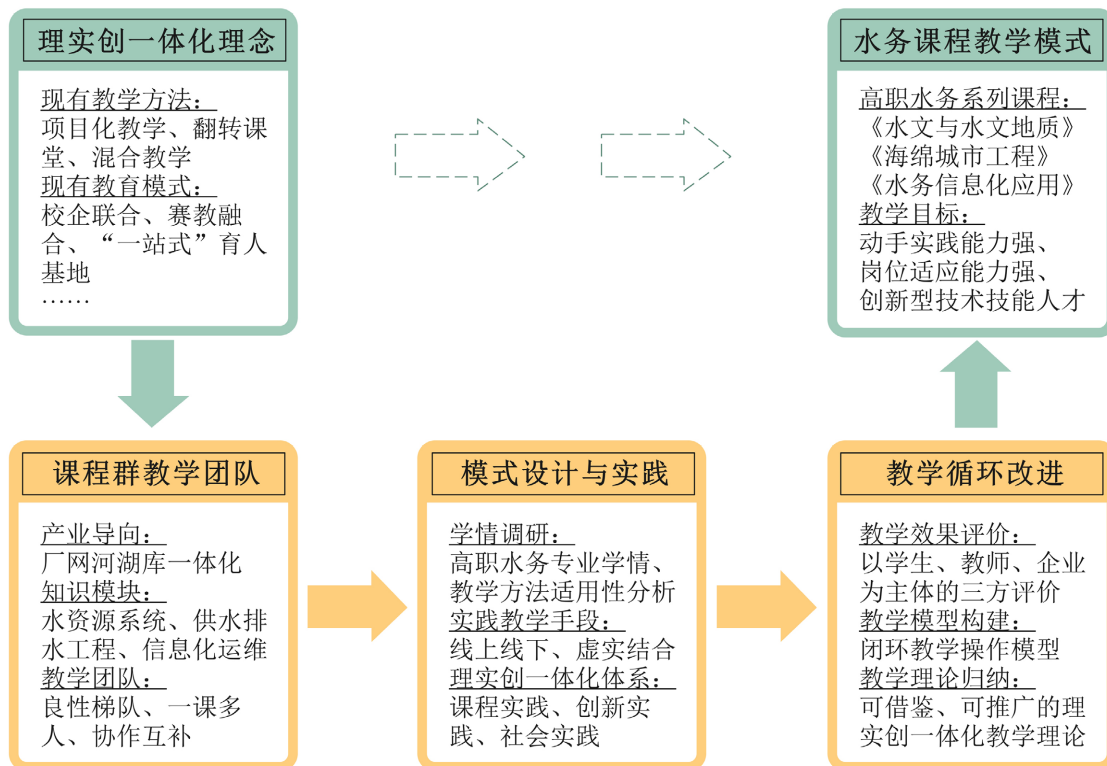 理实创一体化理念
现有教学方法：
项目化教学、翻转课
堂、混合教学
现有教育模式：
校企联合、赛教融
合、“一站式”育人
基地
……
水务课程教学模式
高职水务系列课程：
《水文与水文地质》
《海绵城市工程》
《水务信息化应用》
教学目标：
动手实践能力强、
岗位适应能力强、
创新型技术技能人才
课程群教学团队
产业导向：
厂网河湖库一体化
知识模块：
水资源系统、供水排
水工程、信息化运维
教学团队：
良性梯队、一课多
人、协作互补
模式设计与实践
学情调研：
高职水务专业学情、
教学方法适用性分析
实践教学手段：
线上线下、虚实结合
理实创一体化体系：
课程实践、创新实
践、社会实践
教学循环改进
教学效果评价：
以学生、教师、企业
为主体的三方评价
教学模型构建：
闭环教学操作模型
教学理论归纳：
可借鉴、可推广的理
实创一体化教学理论